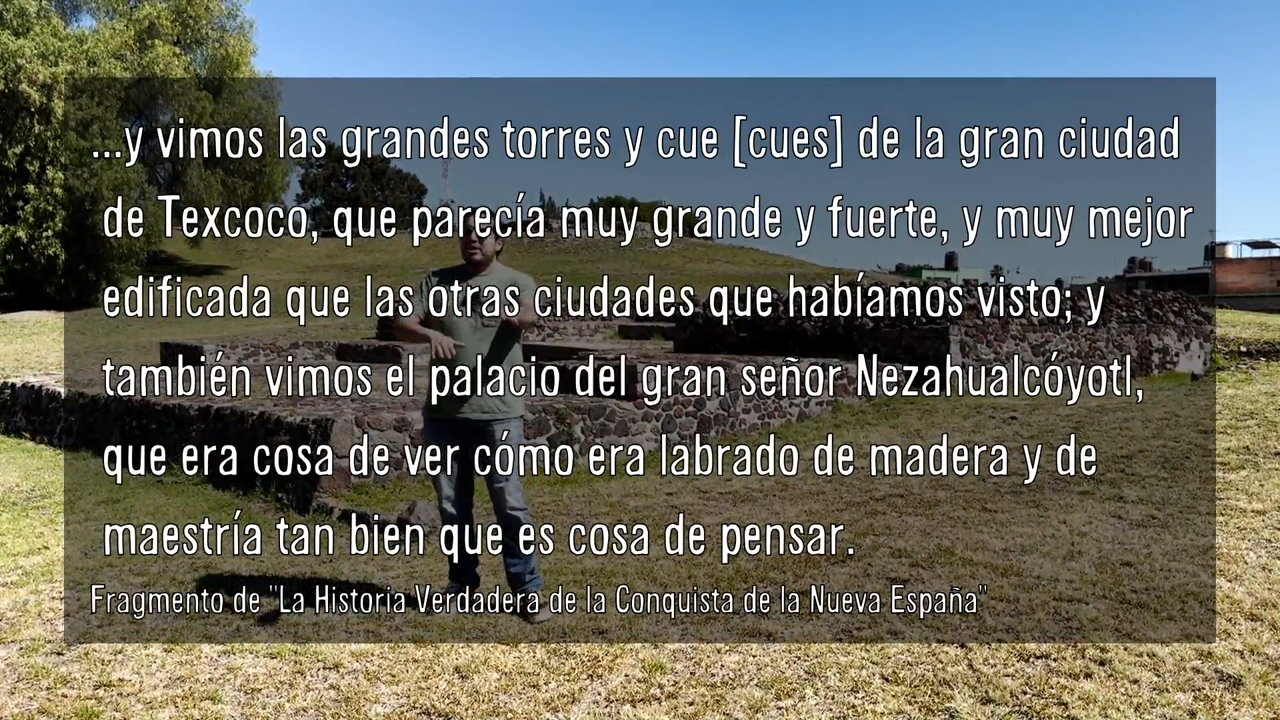 ...y vimos las grandes torres y cue [cues] de la gran ciudad
de Texcoco, que parecía muy grande y fuerte, y muy mejor
edificada que las otras ciudades que habíamos visto; y
también vimos el palacio del gran señor Nezahualcóyotl,
que era cosa de ver cómo era labrado de madera y de
maestría tan bien que es cosa de pensar.
Fragmento de "La Historia Verdadera de la Conquista de la Nueva España"